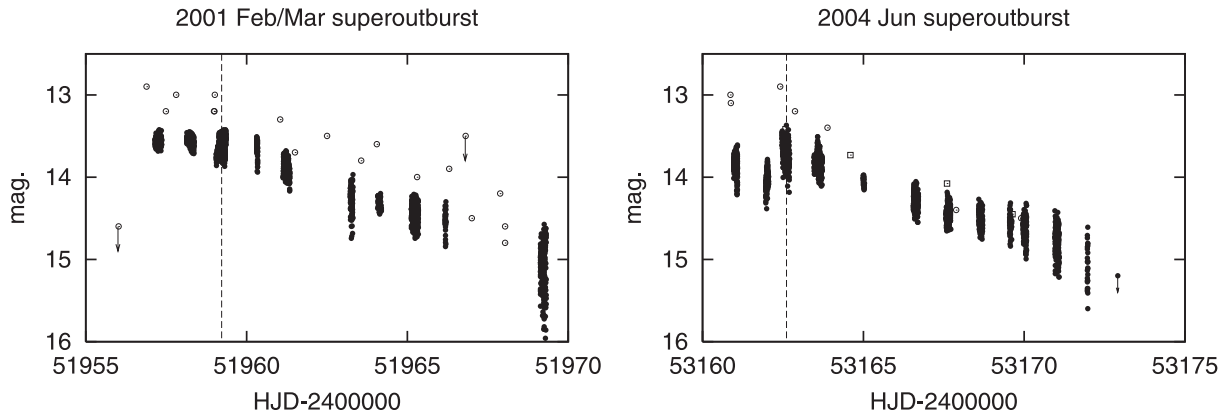 2001 Feb/Mar superoutburst
mag.
13
14
15
16
51955 51960 51965 51970
HJD-2400000
2004 Jun superoutburst
mag.
13
14
15
16
53160 53165 53170 53175
HJD-2400000